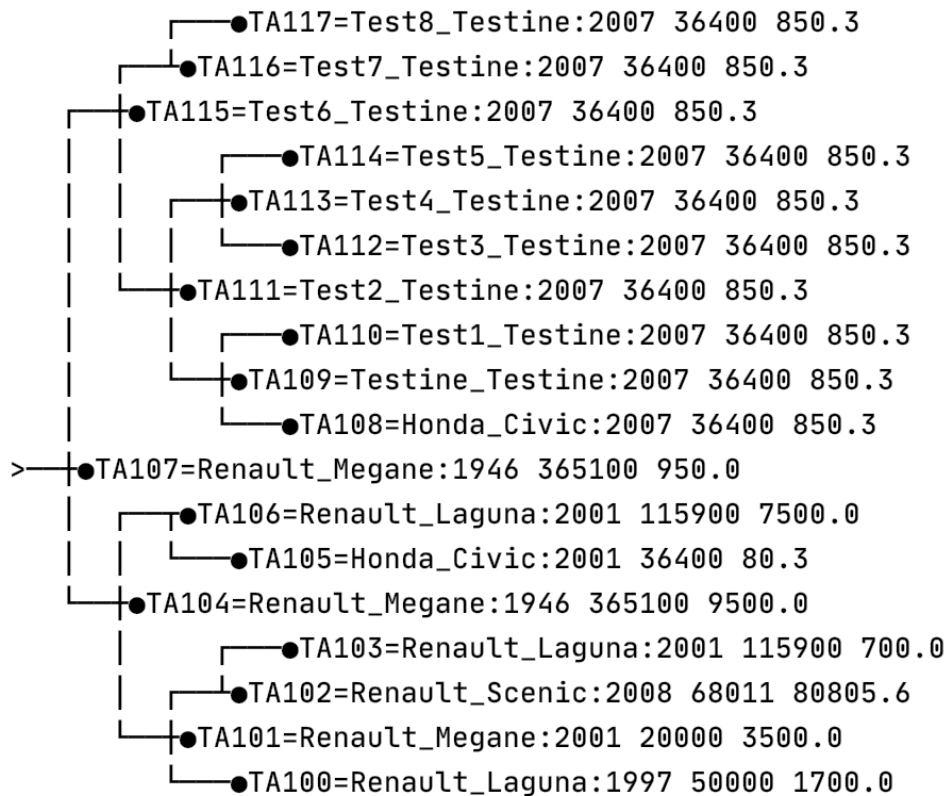 ┌────●TA117=Test8_Testine:2007 36400 850.3
┌───┴●TA116=Test7_Testine:2007 36400 850.3
┌───┼●TA115=Test6_Testine:2007 36400 850.3
│   │       ┌────●TA114=Test5_Testine:2007 36400 850.3
│   │   ┌───┼●TA113=Test4_Testine:2007 36400 850.3
│   │   │   └────●TA112=Test3_Testine:2007 36400 850.3
│   └───┼●TA111=Test2_Testine:2007 36400 850.3
│       │   ┌────●TA110=Test1_Testine:2007 36400 850.3
│       └───┼●TA109=Testine_Testine:2007 36400 850.3
│           └────●TA108=Honda_Civic:2007 36400 850.3
>───┼●TA107=Renault_Megane:1946 365100 950.0
│   ┌───┬●TA106=Renault_Laguna:2001 115900 7500.0
│   │   └────●TA105=Honda_Civic:2001 36400 80.3
└───┼●TA104=Renault_Megane:1946 365100 9500.0
│       ┌────●TA103=Renault_Laguna:2001 115900 700.0
│   ┌───┴●TA102=Renault_Scenic:2008 68011 80805.6
└───┼●TA101=Renault_Megane:2001 20000 3500.0
└────●TA100=Renault_Laguna:1997 50000 1700.0